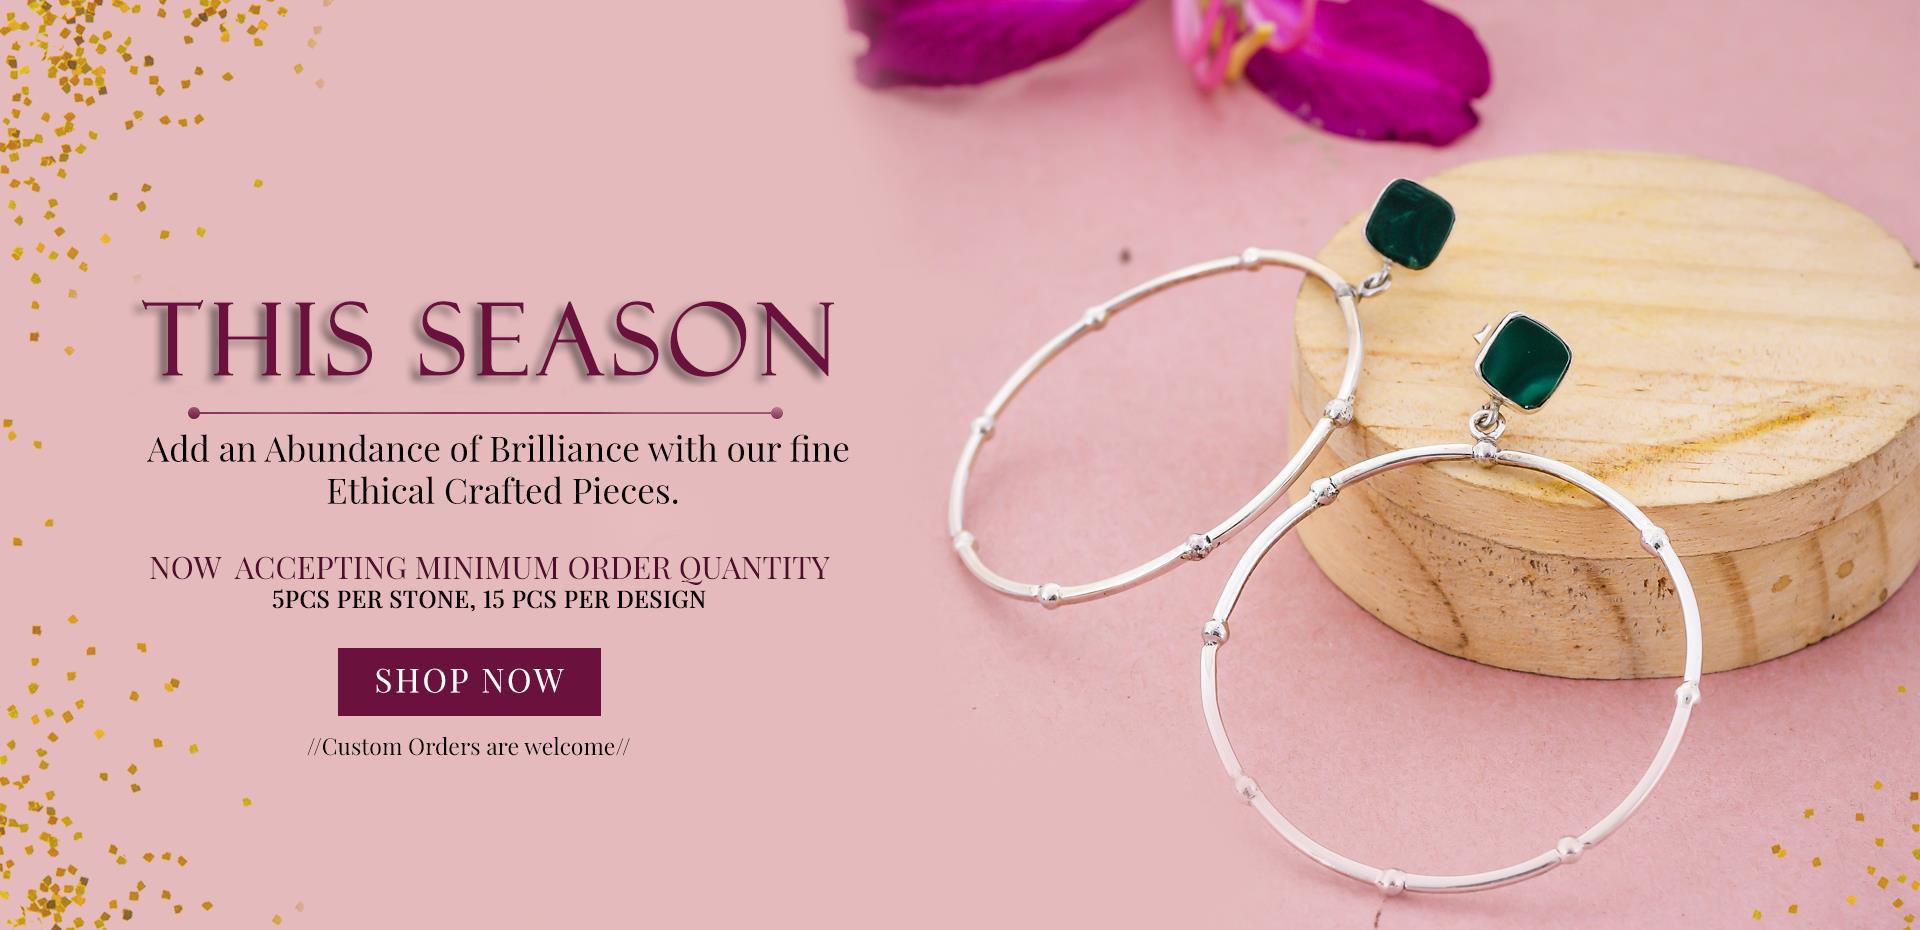 THIS SEASON
Add an Abundance of Brilliance with our fine
Ethical Crafted Pieces.
NOW ACCEPTING MINIMUM ORDER QUANTITY
5PCS PER STONE, 15 PCS PER DESIGN
SHOP NOW
//Custom Orders are welcome//